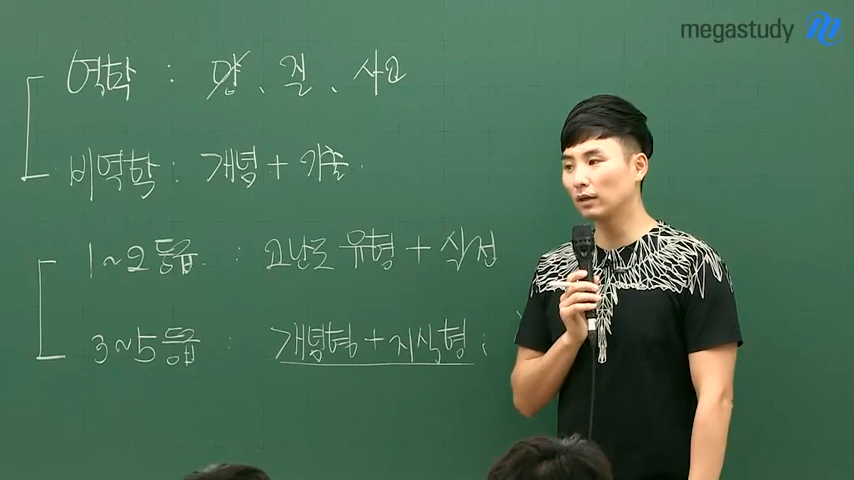 megastudy
역학 : 양、질、사고
비역학 : 개념 + 기출.
1~2등급. : 고난도 유형 + 실전
3~5등급 : 개념형 + 지식형 ;